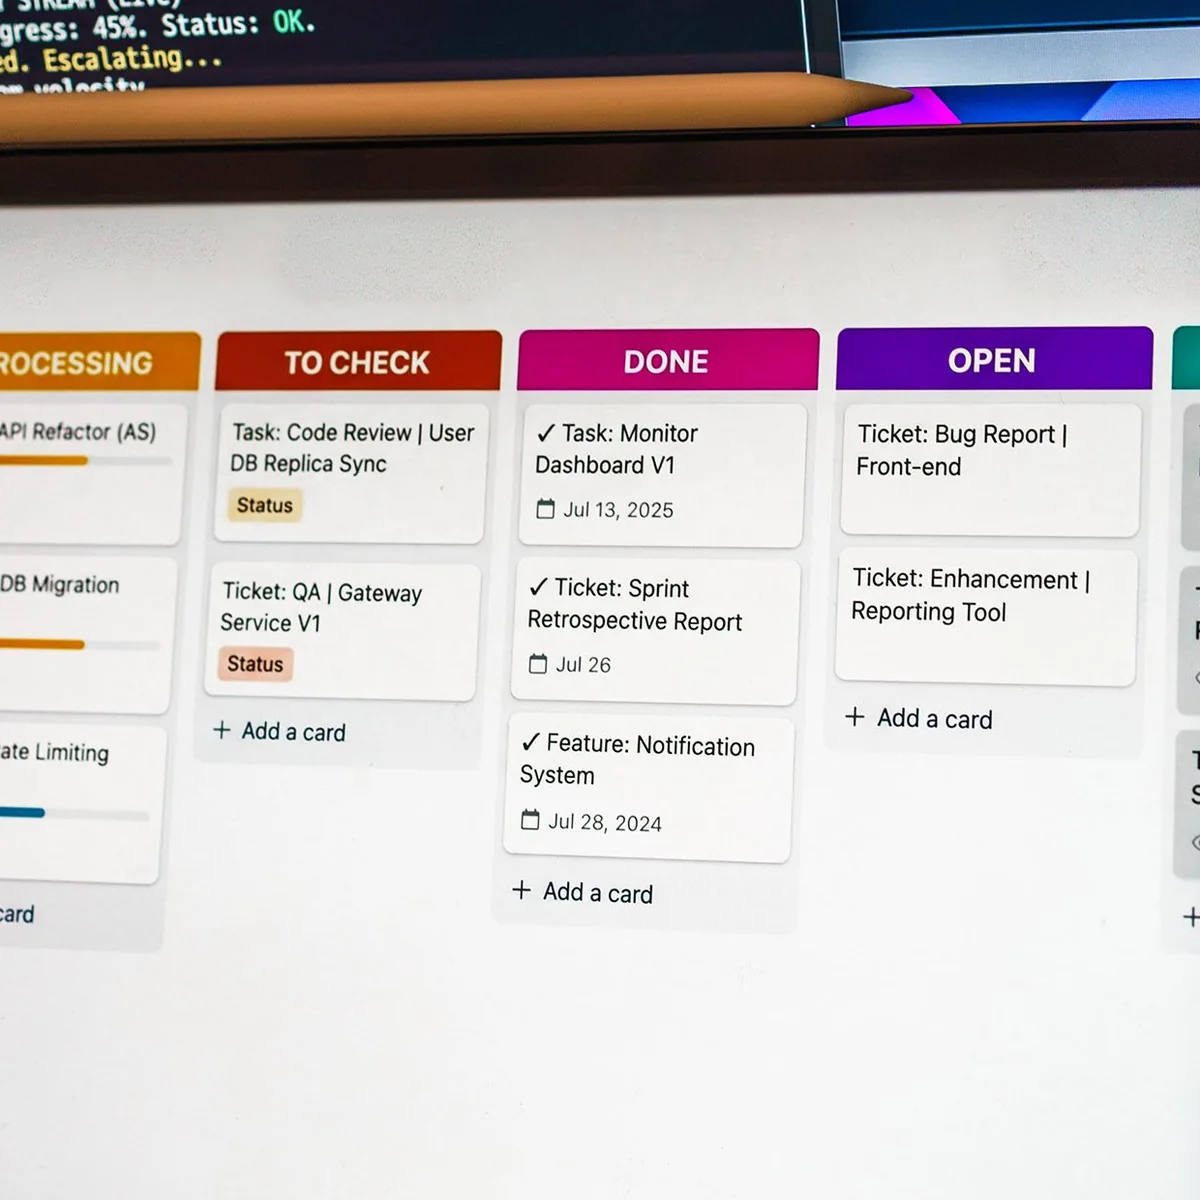 Progress: 45%. Status: OK.
Escalating...
velocity
ROCESSING
API Refactor (AS)
DB Migration
ate Limiting
card
TO CHECK
Task: Code Review | User
DB Replica Sync
Status
Ticket: QA | Gateway
Service V1
Status
+ Add a card
DONE
✓ Task: Monitor
Dashboard V1
Jul 13, 2025
✓ Ticket: Sprint
Retrospective Report
Jul 26
✓ Feature: Notification
System
Jul 28, 2024
+ Add a card
OPEN
Ticket: Bug Report |
Front-end
Ticket: Enhancement |
Reporting Tool
+ Add a card